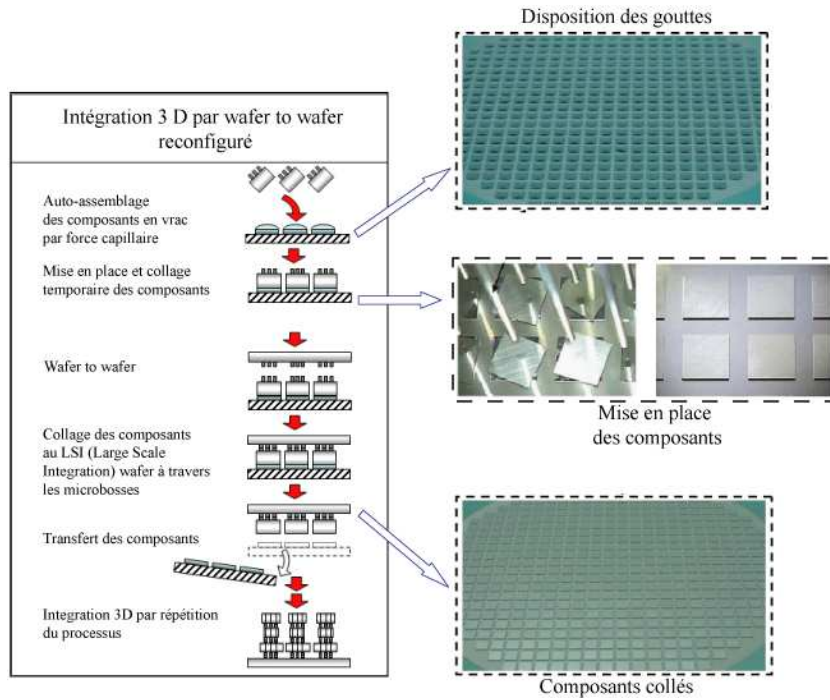 Disposition des gouttes
Intégration 3 D par wafer to wafer
reconfiguré
Auto-assemblage
des composants en vrac
par force capillaire
Mise en place et collage
temporaire des composants
Wafer to wafer
Collage des composants
au LSI (Large Scale
Integration) wafer à travers
les microbosses
Transfert des composants
Integration 3D par répétition
du processus
Mise en place
des composants
Composants collés